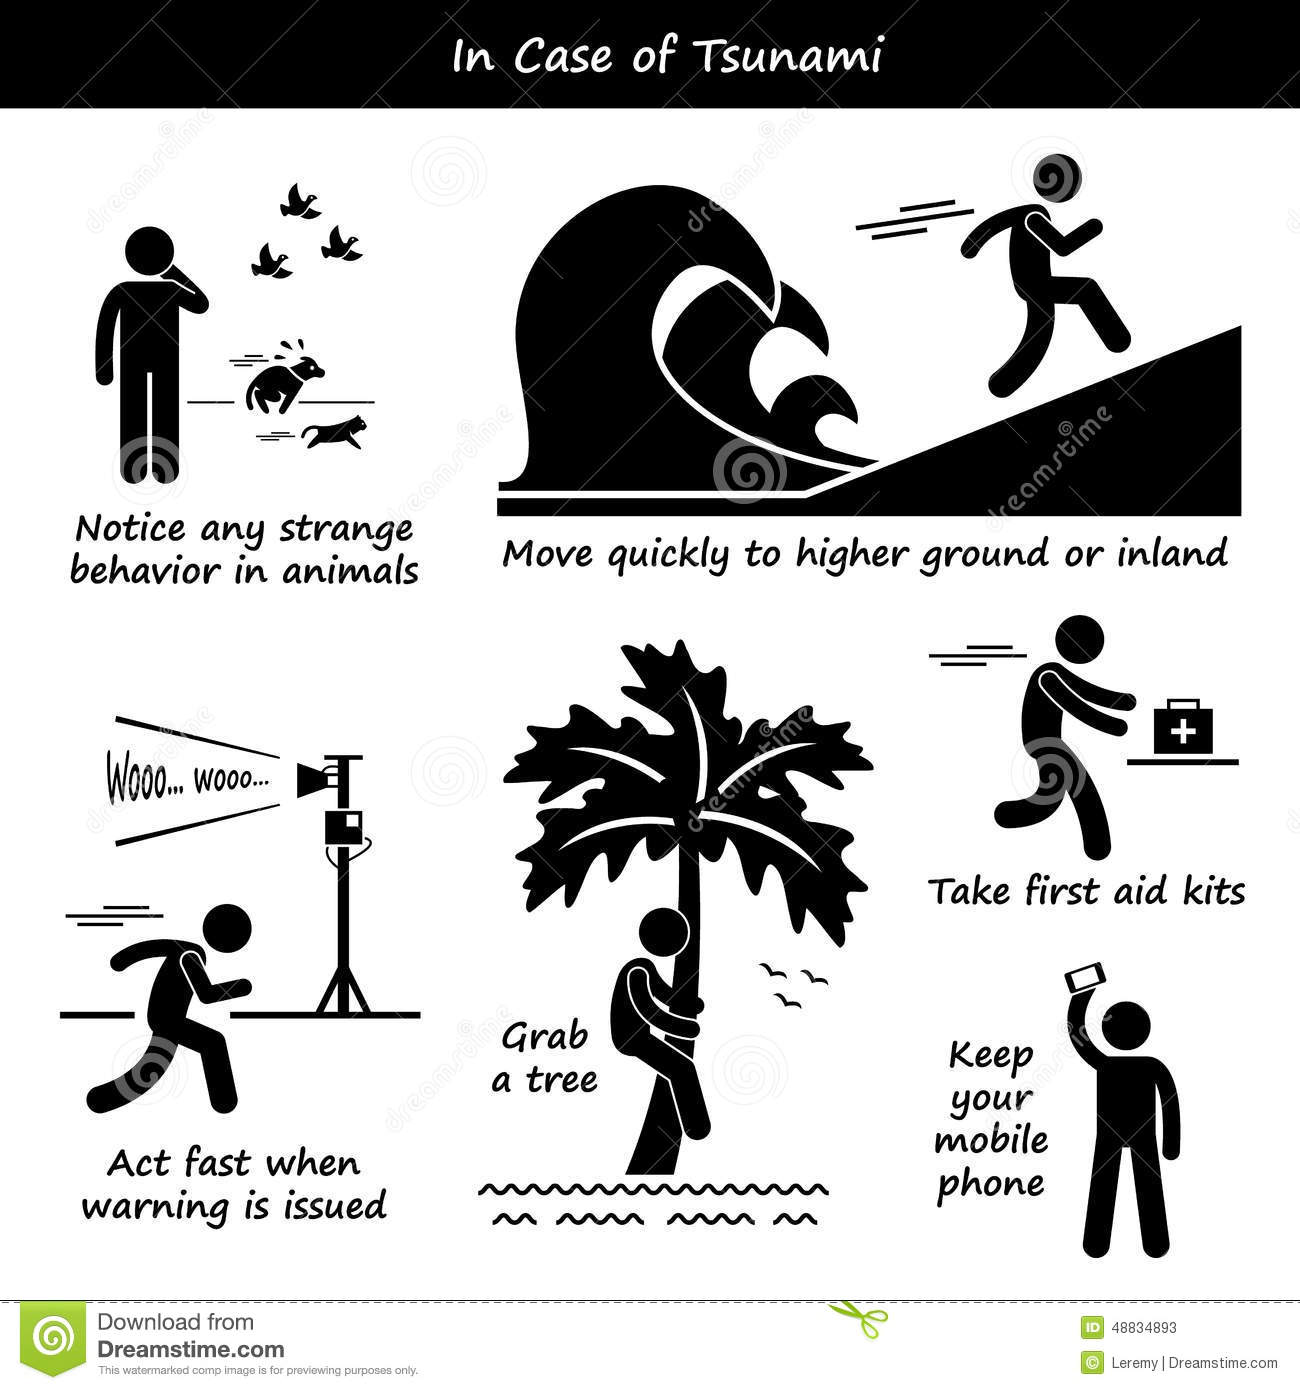 In Case of Tsunami
Notice any strange
behavior in animals
Move quickly to higher ground or inland
Wooo... wooo...
Act fast when
warning is issued
Grab
a tree
Take first aid kits
Keep
your
mobile
phone
Download from
Dreamstime.com
This watermarked comp image is for previewing purposes only.
ID 48834893
© Leremy | Dreamstime.com